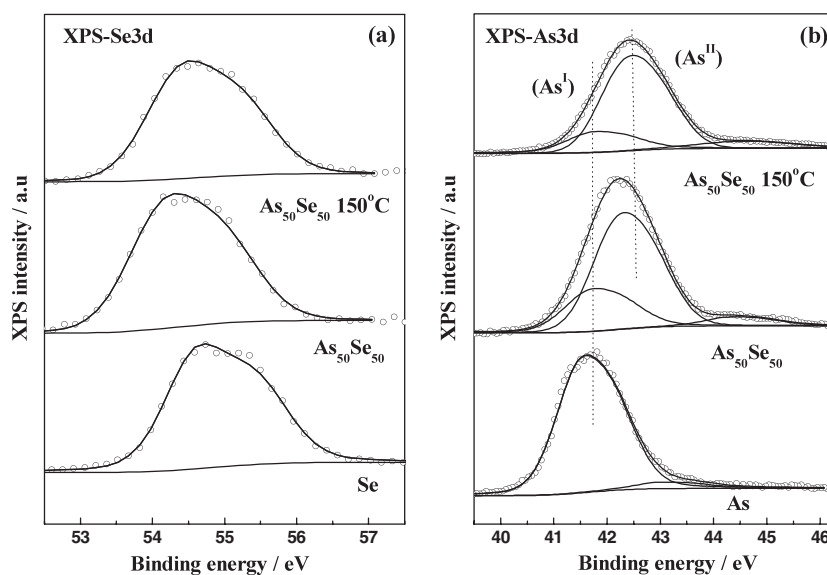 XPS-Se3d
(a)
As₅₀Se₅₀ 150°C
As₅₀Se₅₀
Se
XPS intensity / a.u
53 54 55 56 57
Binding energy / eV
XPS-As3d
(b)
(Asᴵᴵ)
(Asᴵ)
As₅₀Se₅₀ 150°C
As₅₀Se₅₀
As
XPS intensity / a.u
40 41 42 43 44 45 46
Binding energy / eV